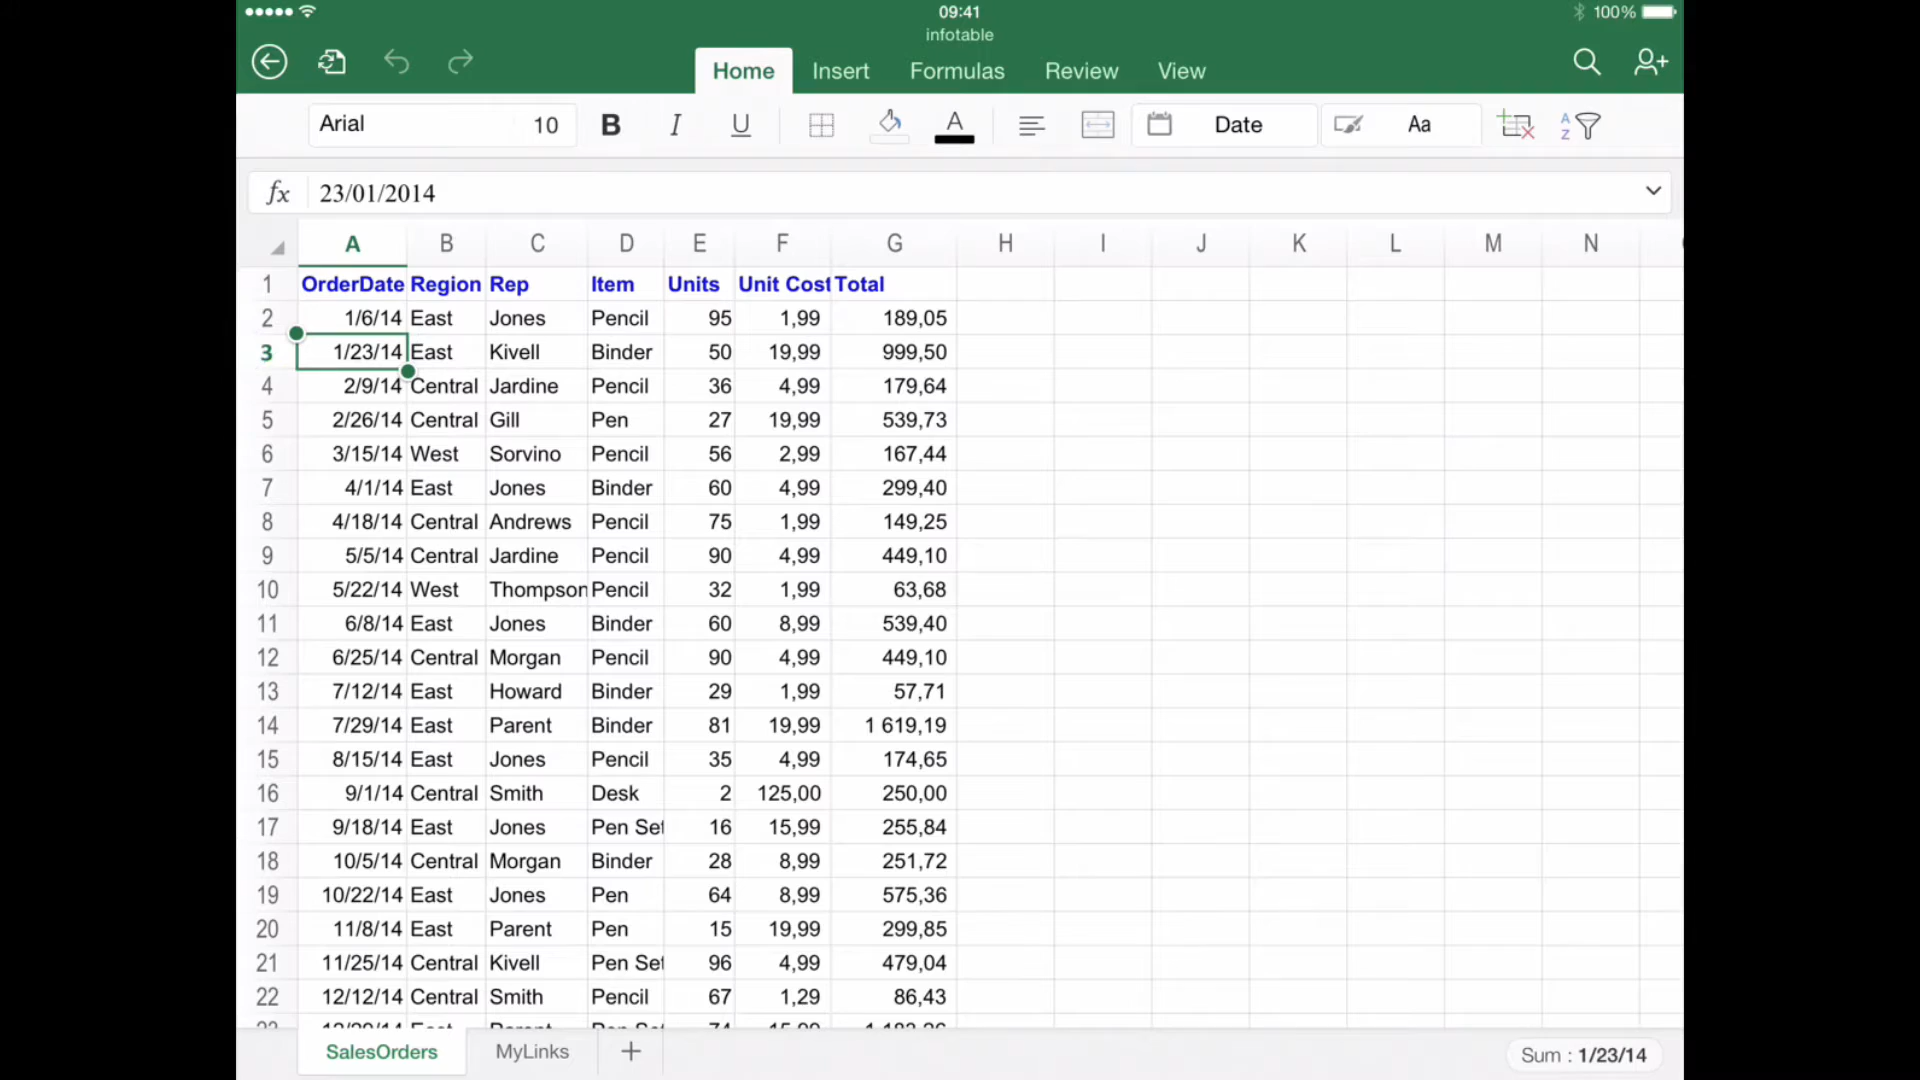 09:41
100%
infotable
Home Insert Formulas Review View
Arial 10 B I U A Date Aa A Z
fx 23/01/2014
A B C D E F G H I J K L M N
1 OrderDate Region Rep Item Units Unit Cost Total
2 1/6/14 East Jones Pencil 95 1,99 189,05
3 1/23/14 East Kivell Binder 50 19,99 999,50
4 2/9/14 Central Jardine Pencil 36 4,99 179,64
5 2/26/14 Central Gill Pen 27 19,99 539,73
6 3/15/14 West Sorvino Pencil 56 2,99 167,44
7 4/1/14 East Jones Binder 60 4,99 299,40
8 4/18/14 Central Andrews Pencil 75 1,99 149,25
9 5/5/14 Central Jardine Pencil 90 4,99 449,10
10 5/22/14 West Thompson Pencil 32 1,99 63,68
11 6/8/14 East Jones Binder 60 8,99 539,40
12 6/25/14 Central Morgan Pencil 90 4,99 449,10
13 7/12/14 East Howard Binder 29 1,99 57,71
14 7/29/14 East Parent Binder 81 19,99 1 619,19
15 8/15/14 East Jones Pencil 35 4,99 174,65
16 9/1/14 Central Smith Desk 2 125,00 250,00
17 9/18/14 East Jones Pen Set 16 15,99 255,84
18 10/5/14 Central Morgan Binder 28 8,99 251,72
19 10/22/14 East Jones Pen 64 8,99 575,36
20 11/8/14 East Parent Pen 15 19,99 299,85
21 11/25/14 Central Kivell Pen Set 96 4,99 479,04
22 12/12/14 Central Smith Pencil 67 1,29 86,43
SalesOrders MyLinks +
Sum : 1/23/14